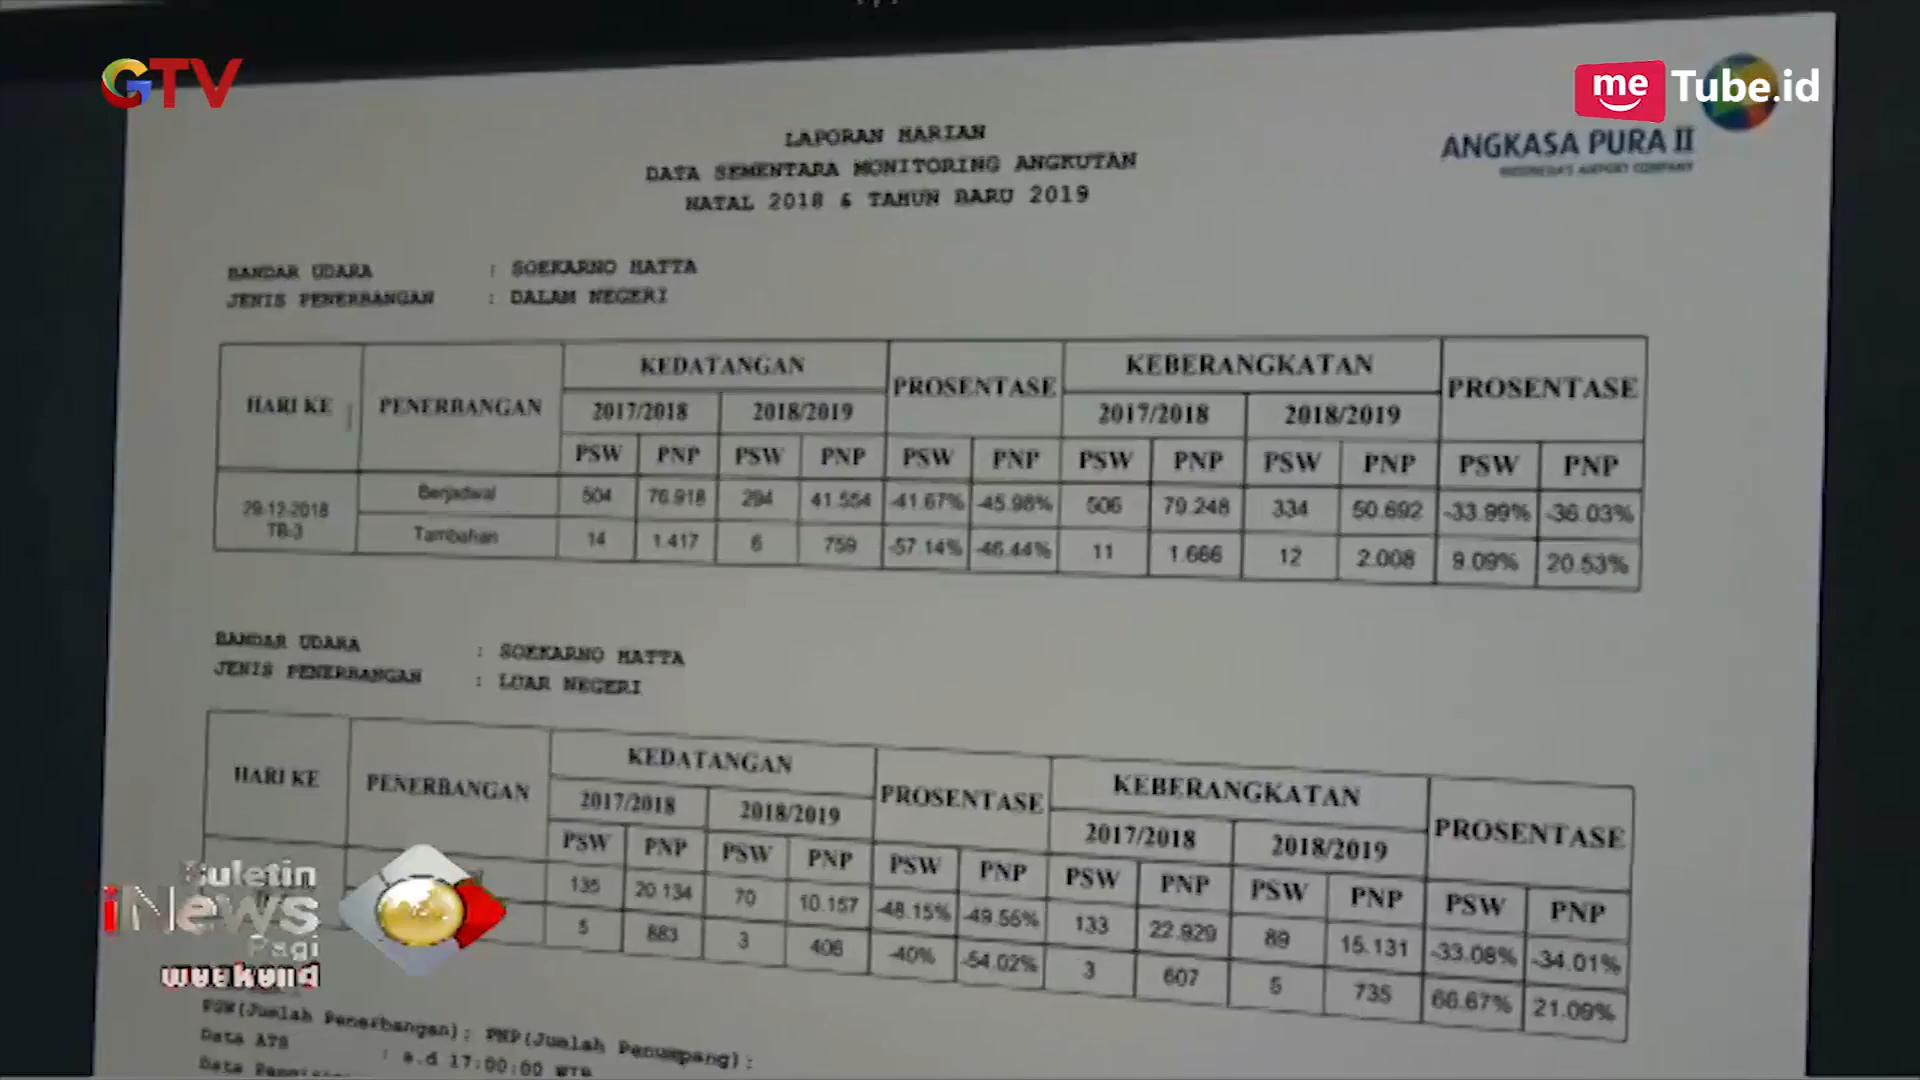 GTV
me Tube.id
ANGKASA PURA II
INDONESIA'S AIRPORT COMPANY
LAPORAN HARIAN
DATA SEMENTARA MONITORING ANGKUTAN
NATAL 2018 & TAHUN BARU 2019
BANDAR UDARA : SOEKARNO HATTA
JENIS PENERBANGAN : DALAM NEGERI
HARI KE PENERBANGAN KEDATANGAN PROSENTASE KEBERANGKATAN PROSENTASE
2017/2018 2018/2019 2017/2018 2018/2019
PSW PNP PSW PNP PSW PNP PSW PNP PSW PNP PSW PNP
29-12-2018 TB-3
Berjadwal 504 76.918 294 41.554 -41.67% -45.98% 506 79.248 334 50.692 -33.99% -36.03%
Tambahan 14 1.417 6 759 -57.14% -46.44% 11 1.666 12 2.008 9.09% 20.53%
BANDAR UDARA : SOEKARNO HATTA
JENIS PENERBANGAN : LUAR NEGERI
HARI KE PENERBANGAN KEDATANGAN PROSENTASE KEBERANGKATAN PROSENTASE
2017/2018 2018/2019 2017/2018 2018/2019
PSW PNP PSW PNP PSW PNP PSW PNP PSW PNP PSW PNP
135 20.134 70 10.157 -48.15% -49.55% 133 22.929 89 15.131 -33.08% -34.01%
5 883 3 406 -40% -54.02% 3 607 5 735 66.67% 21.09%
Buletin
iNews
Pagi
weekend
PSW(Jumlah Penerbangan); PNP(Jumlah Penumpang);
Data ATS : s.d 17:00:00 WIB
Data